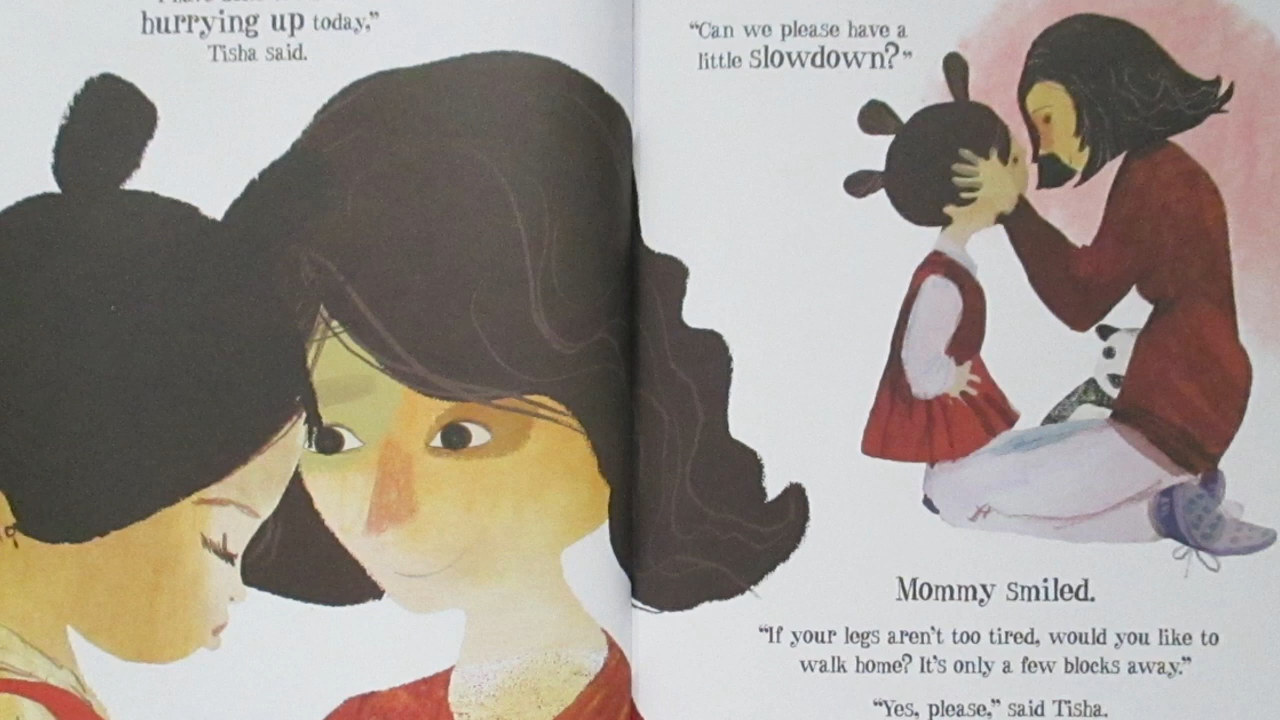 hurrying up today,"
Tisha said.
"Can we please have a
little slowdown?"
Mommy smiled.
"If your legs aren't too tired, would you like to
walk home? It's only a few blocks away."
"Yes, please," said Tisha.